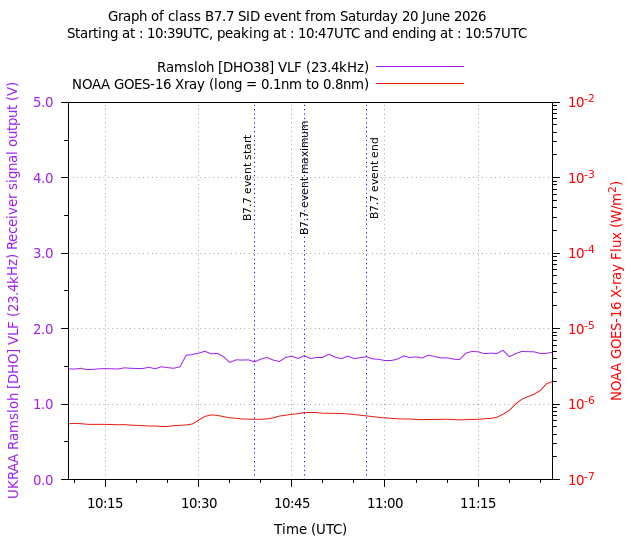 Graph of class B7.7 SID event from Saturday 20 June 2026
Starting at : 10:39UTC, peaking at : 10:47UTC and ending at : 10:57UTC
Ramsloh [DHO38] VLF (23.4kHz)
NOAA GOES-16 Xray (long = 0.1nm to 0.8nm)
UKRAA Ramsloh [DHO] VLF (23.4kHz) Receiver signal output (V)
5.0
4.0
3.0
2.0
1.0
0.0
B7.7 event start
B7.7 event maximum
B7.7 event end
10⁻²
10⁻³
10⁻⁴
10⁻⁵
10⁻⁶
10⁻⁷
NOAA GOES-16 X-ray Flux (W/m²)
10:15 10:30 10:45 11:00 11:15
Time (UTC)